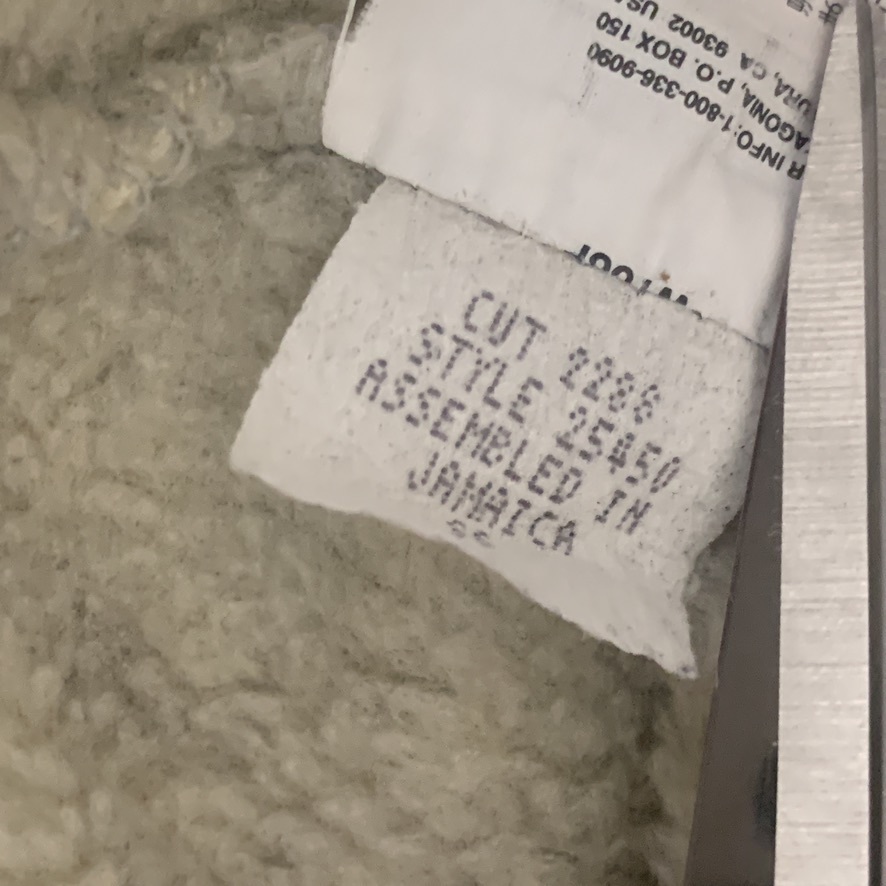 R INFO:1-800-336-9090
AGONIA, P.O. BOX 150
URA, CA 93002 US
CUT 2286
STYLE 25450
ASSEMBLED IN
JAMAICA